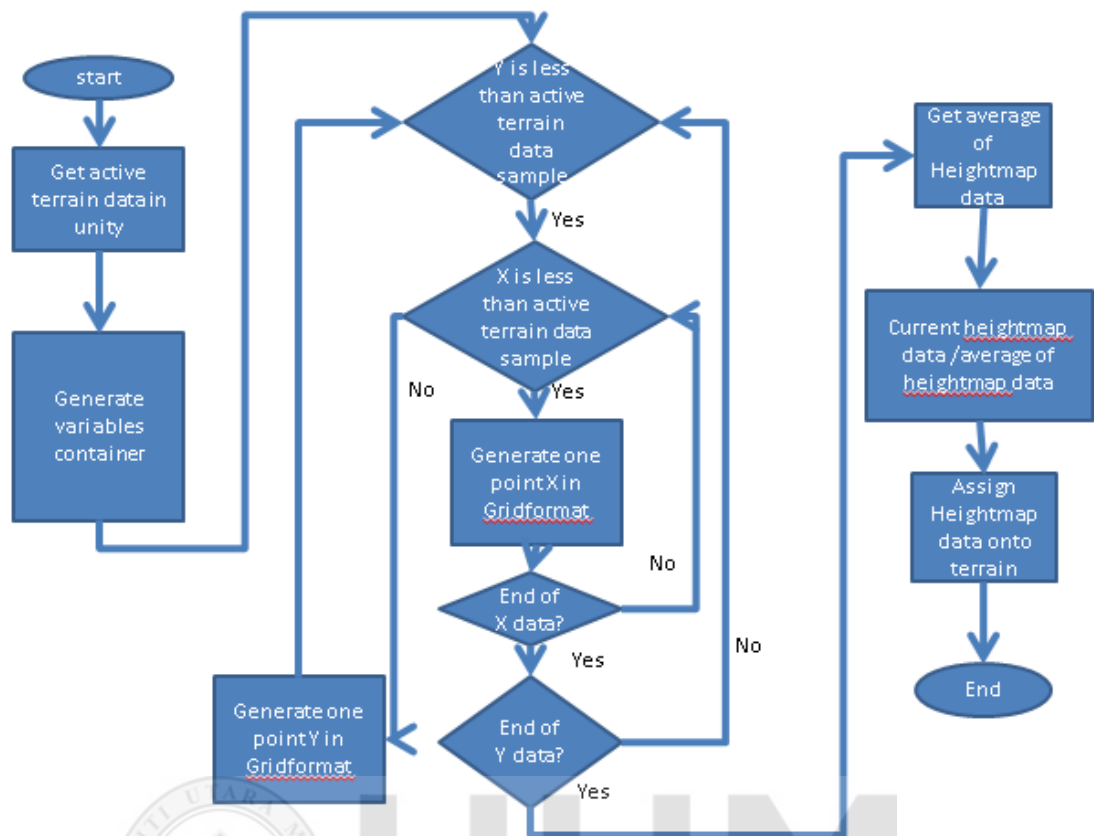 start
Get active
terrain data in
unity
Generate
variables
container
Y is less
than active
terrain
data
sample
Yes
X is less
than active
terrain data
sample
No
Yes
Generate one
point X in
Gridformat
No
End of
X data?
Yes
No
Generate one
point Y in
Gridformat
End of
Y data?
Yes
Get average
of
Heightmap
data
Current heightmap
data /average of
heightmap data
Assign
Heightmap
data onto
terrain
End
UTARA
UUM